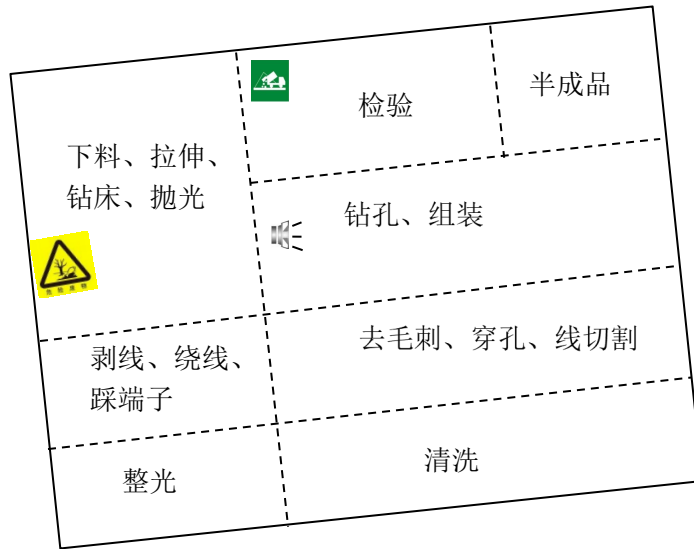 检验
半成品
下料、拉伸、
钻床、抛光
钻孔、组装
剥线、绕线、
踩端子
去毛刺、穿孔、线切割
整光
清洗